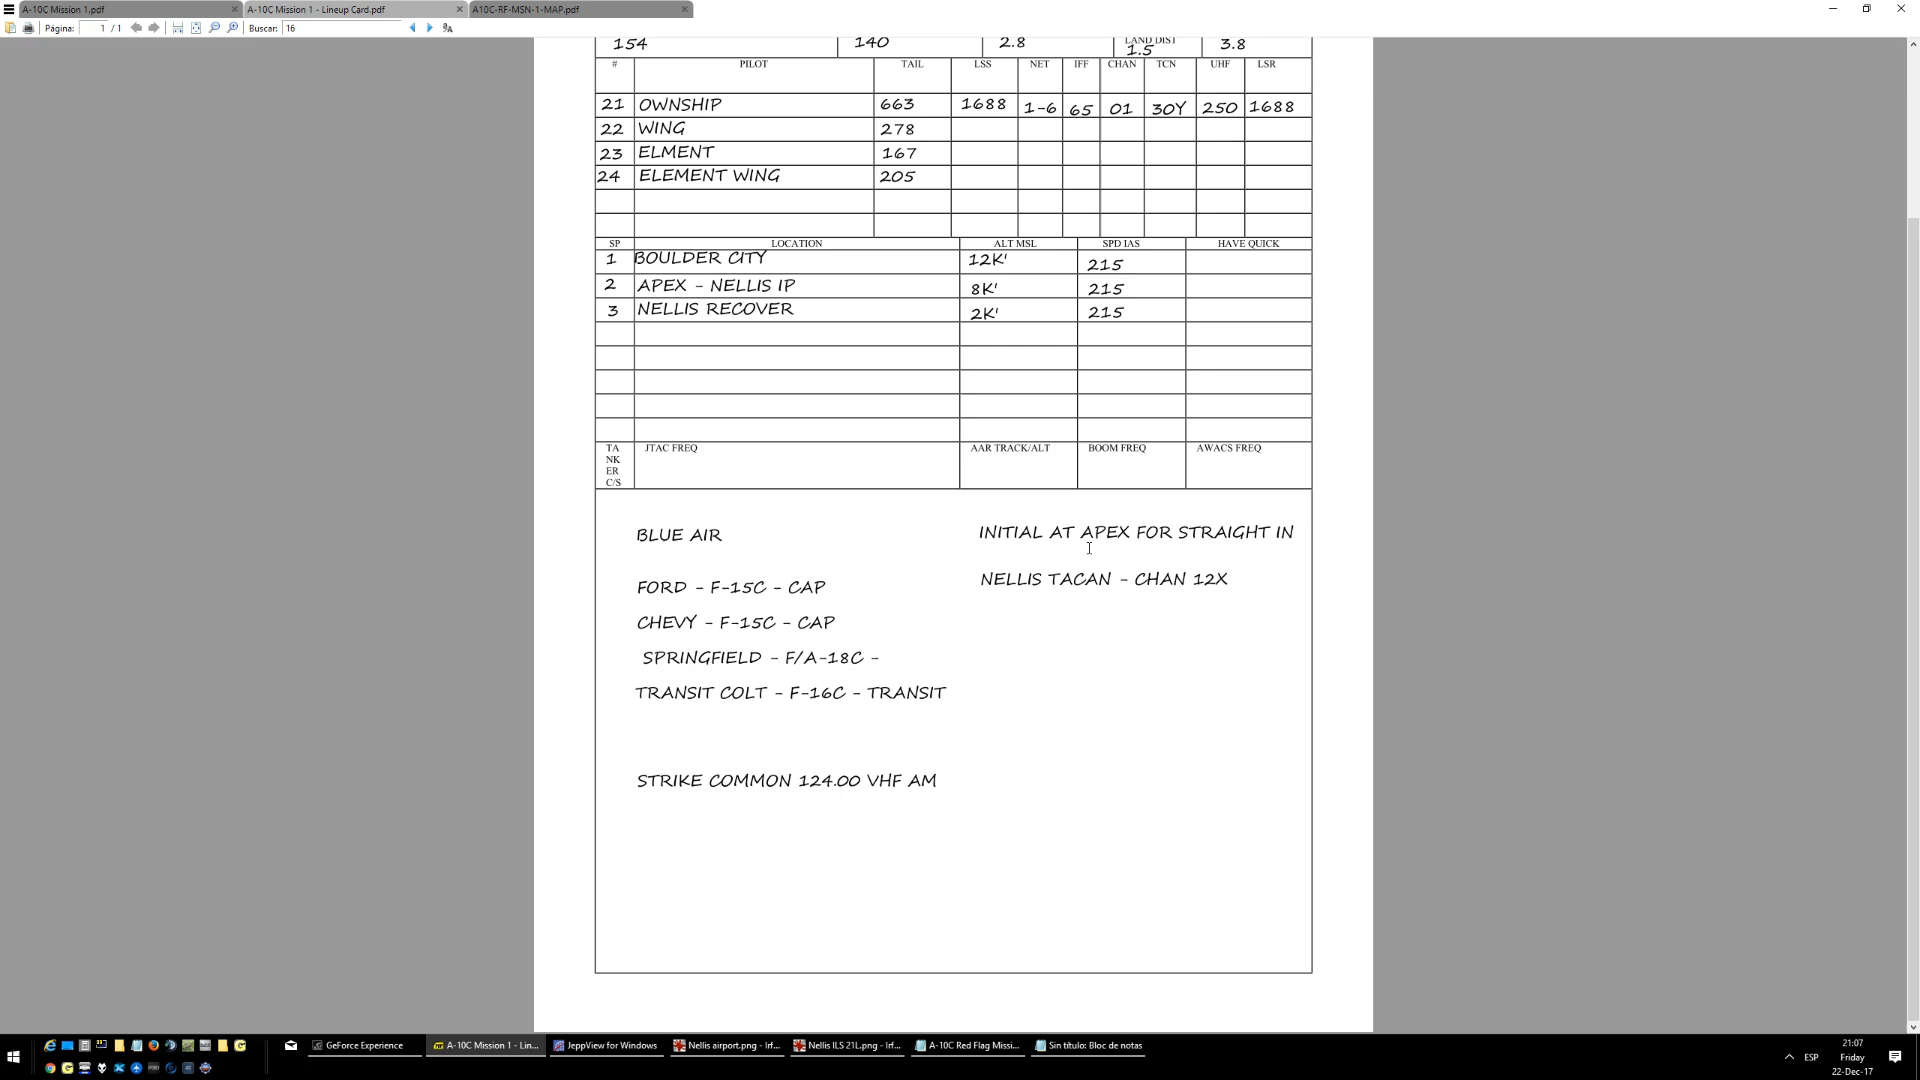 A-10C Mission 1.pdf
A-10C Mission 1 - Lineup Card.pdf
A10C-RF-MSN-1-MAP.pdf
Página: 1 / 1 Buscar: 16
154 140 2.8 LAND DIST 1.5 3.8
# PILOT TAIL LSS NET IFF CHAN TCN UHF LSR
21 OWNSHIP 663 1688 1-6 65 01 30Y 250 1688
22 WING 278
23 ELMENT 167
24 ELEMENT WING 205
SP LOCATION ALT MSL SPD IAS HAVE QUICK
1 BOULDER CITY 12K' 215
2 APEX - NELLIS IP 8K' 215
3 NELLIS RECOVER 2K' 215
TA NK ER C/S JTAC FREQ AAR TRACK/ALT BOOM FREQ AWACS FREQ
BLUE AIR
INITIAL AT APEX FOR STRAIGHT IN
NELLIS TACAN - CHAN 12X
FORD - F-15C - CAP
CHEVY - F-15C - CAP
SPRINGFIELD - F/A-18C -
TRANSIT COLT - F-16C - TRANSIT
STRIKE COMMON 124.00 VHF AM
GeForce Experience
A-10C Mission 1 - Lin...
JeppView for Windows
Nellis airport.png - Irf...
Nellis ILS 21L.png - Irf...
A-10C Red Flag Missi...
Sin título: Bloc de notas
ESP
21:07
Friday
22-Dec-17